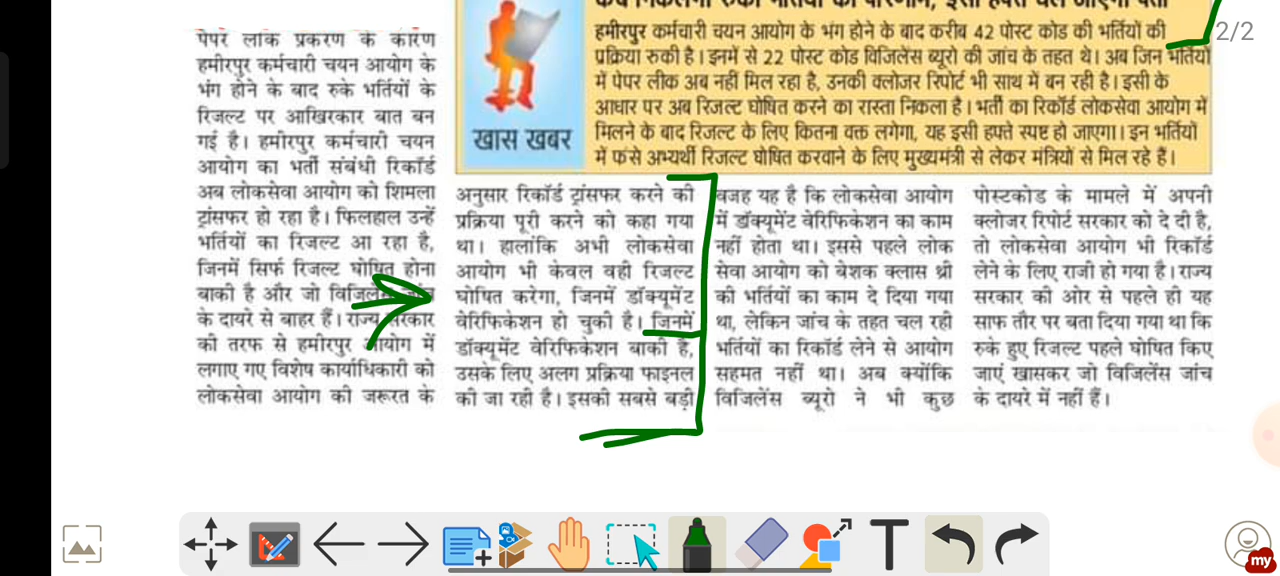 हमीरपुर कर्मचारी चयन आयोग के भंग होने के बाद करीब 42 पोस्ट कोड की भर्तियों की
प्रक्रिया रुकी है। इनमें से 22 पोस्ट कोड विजिलेंस ब्यूरो की जांच के तहत थे। अब जिन भर्तियों
में पेपर लीक अब नहीं मिल रहा है, उनकी क्लोजर रिपोर्ट भी साथ में बन रही है। इसी के
आधार पर अब रिजल्ट घोषित करने का रास्ता निकला है। भर्ती का रिकॉर्ड लोकसेवा आयोग में
मिलने के बाद रिजल्ट के लिए कितना वक्त लगेगा, यह इसी हफ्ते स्पष्ट हो जाएगा। इन भर्तियों
में फंसे अभ्यर्थी रिजल्ट घोषित करवाने के लिए मुख्यमंत्री से लेकर मंत्रियों से मिल रहे हैं।
खास खबर
2/2
पेपर लीक प्रकरण के कारण
हमीरपुर कर्मचारी चयन आयोग के
भंग होने के बाद रुके भर्तियों के
रिजल्ट पर आखिरकार बात बन
गई है। हमीरपुर कर्मचारी चयन
आयोग का भर्ती संबंधी रिकॉर्ड
अब लोकसेवा आयोग को शिमला
ट्रांसफर हो रहा है। फिलहाल उन्हें
भर्तियों का रिजल्ट आ रहा है,
जिनमें सिर्फ रिजल्ट घोषित होना
बाकी है और जो विजिलेंस जांच
के दायरे से बाहर हैं। राज्य सरकार
की तरफ से हमीरपुर आयोग में
लगाए गए विशेष कार्याधिकारी को
लोकसेवा आयोग की जरूरत के
अनुसार रिकॉर्ड ट्रांसफर करने की
प्रक्रिया पूरी करने को कहा गया
था। हालांकि अभी लोकसेवा
आयोग भी केवल वही रिजल्ट
घोषित करेगा, जिनमें डॉक्यूमेंट
वेरिफिकेशन हो चुकी है। जिनमें
डॉक्यूमेंट वेरिफिकेशन बाकी है,
उसके लिए अलग प्रक्रिया फाइनल
की जा रही है। इसकी सबसे बड़ी
वजह यह है कि लोकसेवा आयोग
में डॉक्यूमेंट वेरिफिकेशन का काम
नहीं होता था। इससे पहले लोक
सेवा आयोग को बेशक क्लास थ्री
की भर्तियों का काम दे दिया गया
था, लेकिन जांच के तहत चल रही
भर्तियों का रिकॉर्ड लेने से आयोग
सहमत नहीं था। अब क्योंकि
विजिलेंस ब्यूरो ने भी कुछ
पोस्टकोड के मामले में अपनी
क्लोजर रिपोर्ट सरकार को दे दी है,
तो लोकसेवा आयोग भी रिकॉर्ड
लेने के लिए राजी हो गया है। राज्य
सरकार की ओर से पहले ही यह
साफ तौर पर बता दिया गया था कि
रुके हुए रिजल्ट पहले घोषित किए
जाएं खासकर जो विजिलेंस जांच
के दायरे में नहीं हैं।
T
my